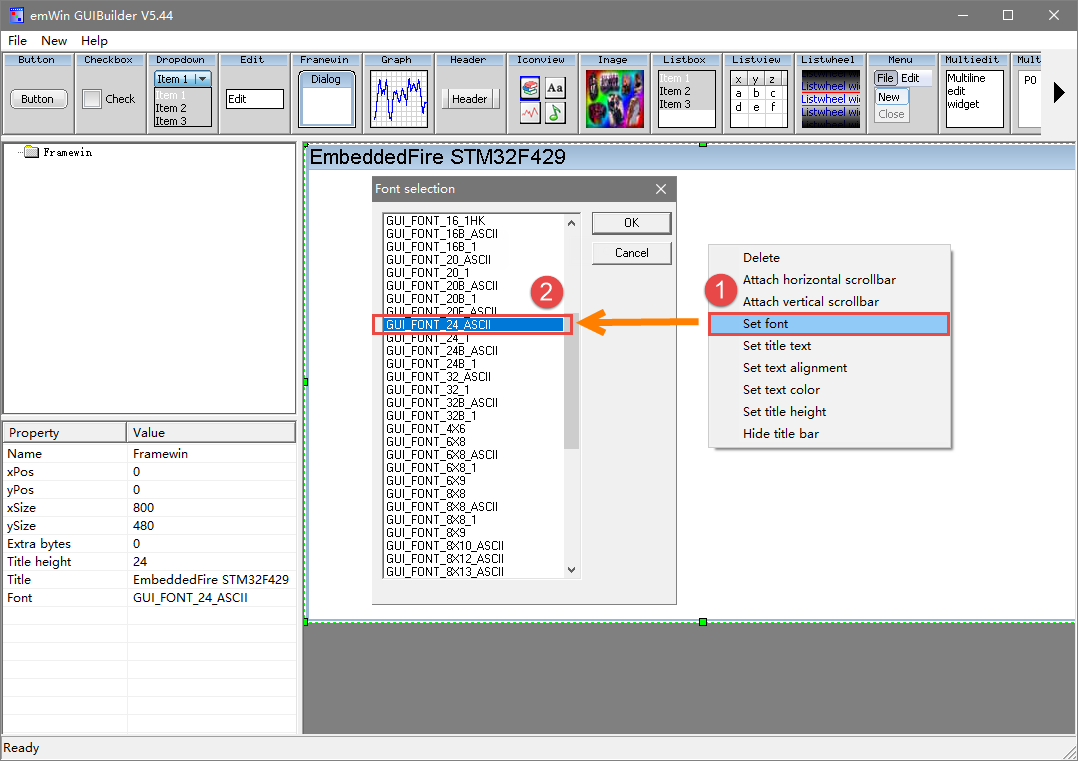 emWin GUIBuilder V5.44
File New Help
Button Checkbox Dropdown Edit Framewin Graph Header Iconview Image Listbox Listview Listwheel Menu Multiedit Mult
Button
Check
Item 1
Item 1
Item 2
Item 3
Edit
Dialog
Header
Aa
Item 1
Item 2
Item 3
x y z
a b c
d e f
Listwheel wi
Listwheel wi
Listwheel wi
File Edit
New
Close
Multiline
edit
widget
P0
Framewin
EmbeddedFire STM32F429
Font selection
GUI_FONT_16_1HK
GUI_FONT_16B_ASCII
GUI_FONT_16B_1
GUI_FONT_20_ASCII
GUI_FONT_20_1
GUI_FONT_20B_ASCII
GUI_FONT_20B_1
GUI_FONT_20F_ASCII
GUI_FONT_24_ASCII
GUI_FONT_24_1
GUI_FONT_24B_ASCII
GUI_FONT_24B_1
GUI_FONT_32_ASCII
GUI_FONT_32_1
GUI_FONT_32B_ASCII
GUI_FONT_32B_1
GUI_FONT_4X6
GUI_FONT_6X8
GUI_FONT_6X8_ASCII
GUI_FONT_6X8_1
GUI_FONT_6X9
GUI_FONT_8X8
GUI_FONT_8X8_ASCII
GUI_FONT_8X8_1
GUI_FONT_8X9
GUI_FONT_8X10_ASCII
GUI_FONT_8X12_ASCII
GUI_FONT_8X13_ASCII
OK
Cancel
2
1
Delete
Attach horizontal scrollbar
Attach vertical scrollbar
Set font
Set title text
Set text alignment
Set text color
Set title height
Hide title bar
Property Value
Name Framewin
xPos 0
yPos 0
xSize 800
ySize 480
Extra bytes 0
Title height 24
Title EmbeddedFire STM32F429
Font GUI_FONT_24_ASCII
Ready